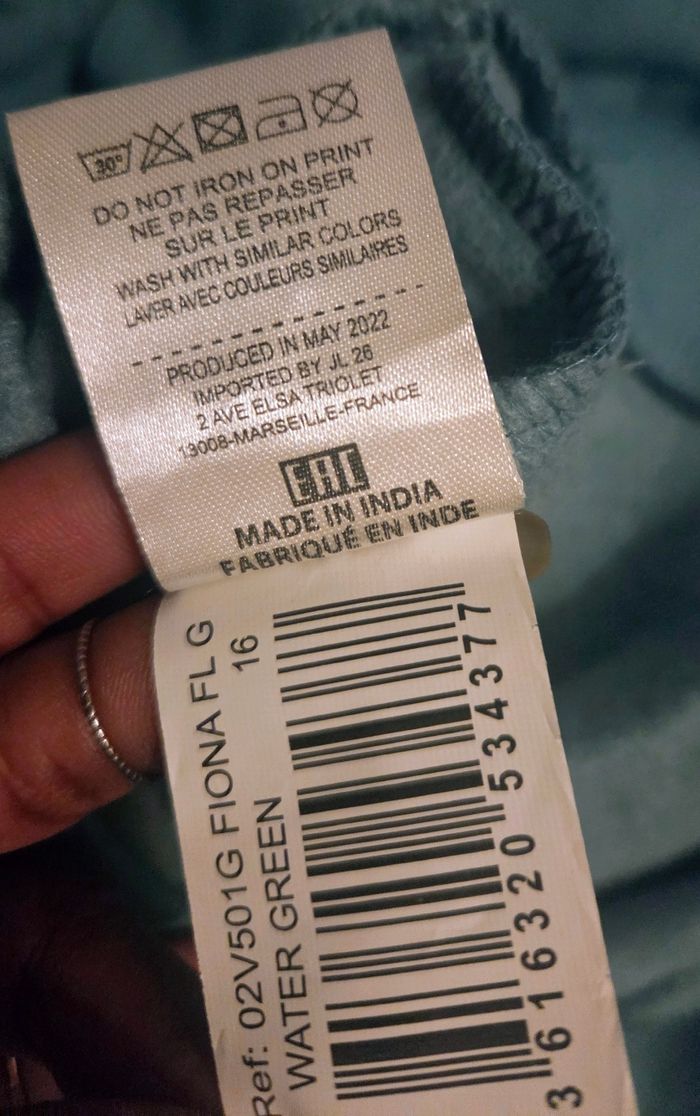 30°
DO NOT IRON ON PRINT
NE PAS REPASSER
SUR LE PRINT
WASH WITH SIMILAR COLORS
LAVER AVEC COULEURS SIMILAIRES
PRODUCED IN MAY 2022
IMPORTED BY JL 26
2 AVE ELSA TRIOLET
13008-MARSEILLE-FRANCE
EAC
MADE IN INDIA
FABRIQUÉ EN INDE
Ref: 02V501G FIONA FL G
16
WATER GREEN
3 616320 534377